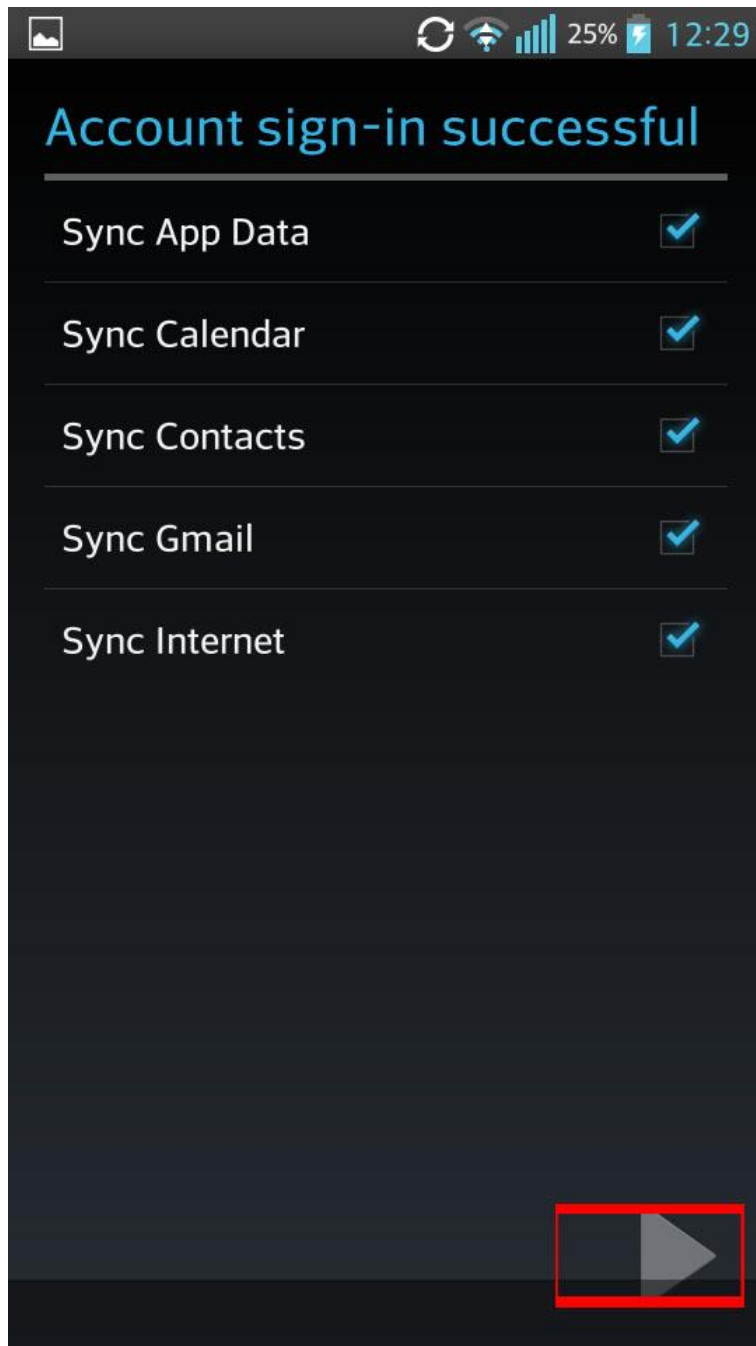 25% 12:29
Account sign-in successful
Sync App Data
Sync Calendar
Sync Contacts
Sync Gmail
Sync Internet